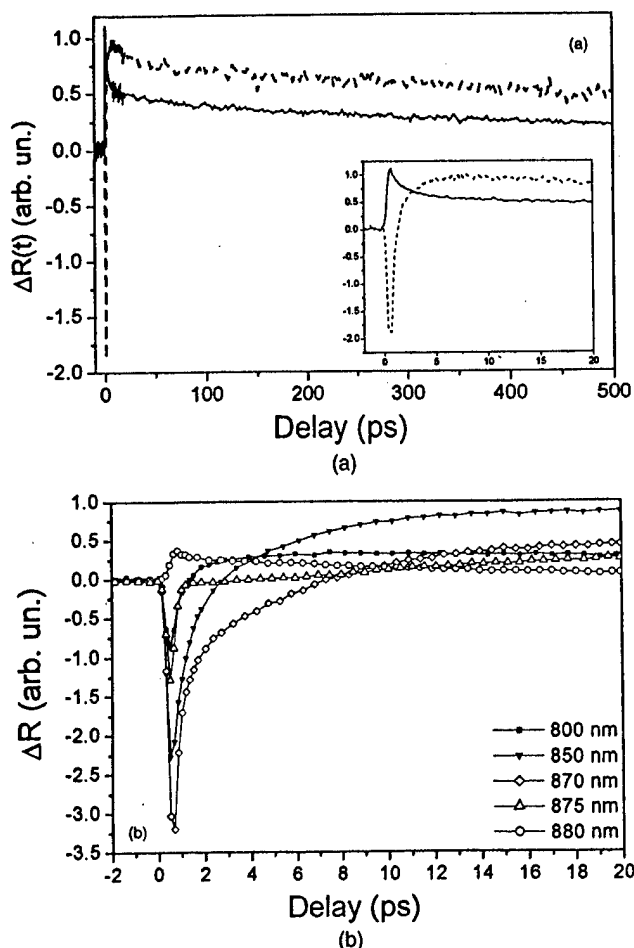 (a)
1.0
0.5
0.0
-0.5
-1.0
-1.5
-2.0
ΔR(t) (arb. un.)
1.0
0.5
0.0
-0.5
-1.0
-1.5
-2.0
0 5 10 15 20
0 100 200 300 400 500
Delay (ps)
(a)
1.0
0.5
0.0
-0.5
-1.0
-1.5
-2.0
-2.5
-3.0
-3.5
ΔR (arb. un.)
800 nm
850 nm
870 nm
875 nm
880 nm
(b)
-2 0 2 4 6 8 10 12 14 16 18 20
Delay (ps)
(b)